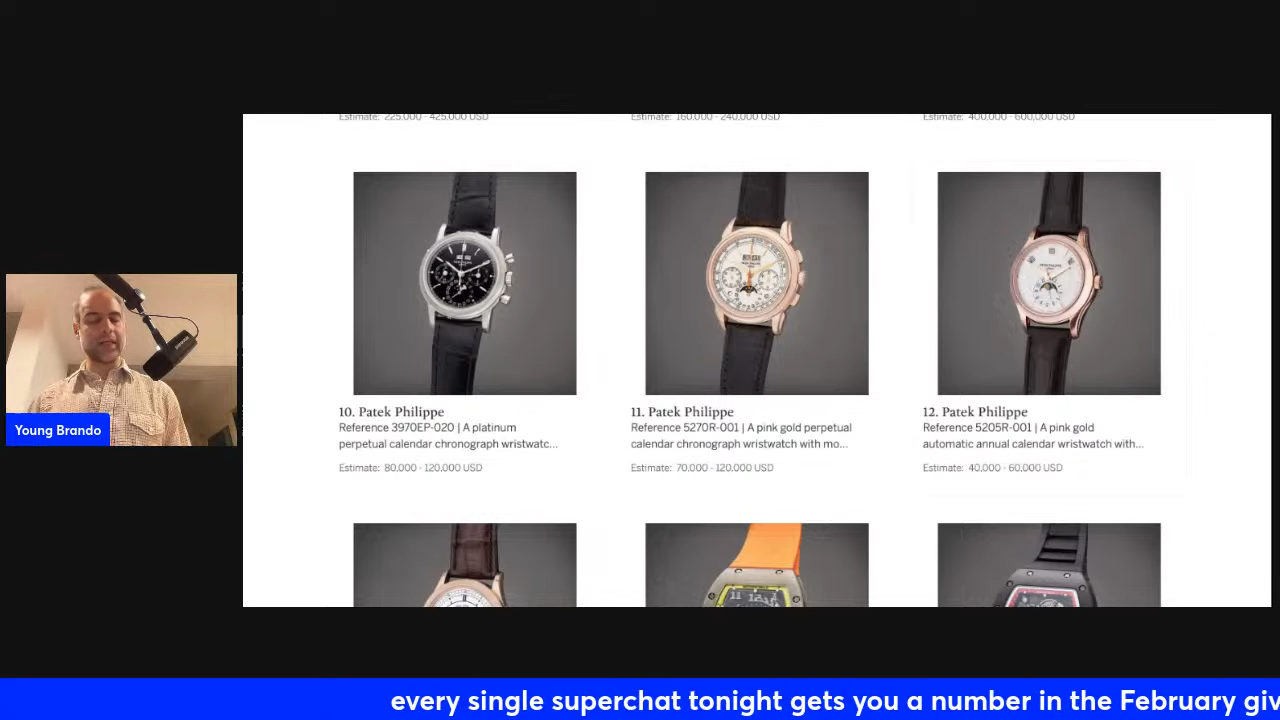 Estimate: 225,000 - 425,000 USD
Estimate: 160,000 - 240,000 USD
Estimate: 400,000 - 600,000 USD
10. Patek Philippe
Reference 3970EP-020 | A platinum
perpetual calendar chronograph wristwatc...
Estimate: 80,000 - 120,000 USD
11. Patek Philippe
Reference 5270R-001 | A pink gold perpetual
calendar chronograph wristwatch with mo...
Estimate: 70,000 - 120,000 USD
12. Patek Philippe
Reference 5205R-001 | A pink gold
automatic annual calendar wristwatch with...
Estimate: 40,000 - 60,000 USD
Young Brando
every single superchat tonight gets you a number in the February giv